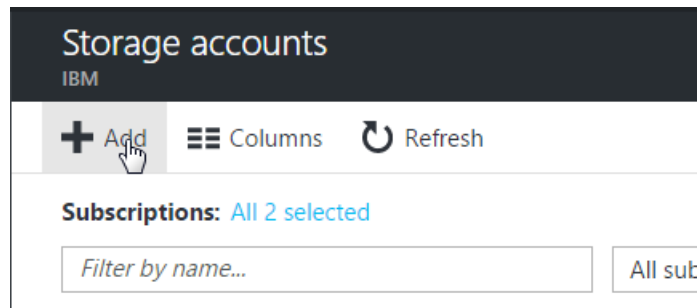 Storage accounts
IBM
Add Columns Refresh
Subscriptions: All 2 selected
Filter by name... All sub